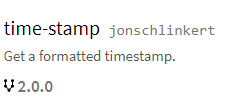 time-stamp jonschlinkert
Get a formatted timestamp.
2.0.0